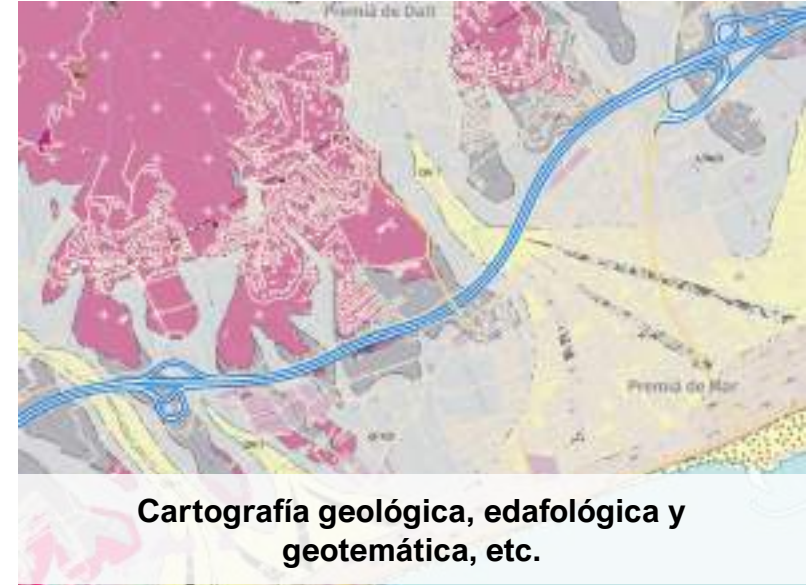 Premià de Dalt
Premià de Mar
Cartografía geológica, edafológica y
geotemática, etc.